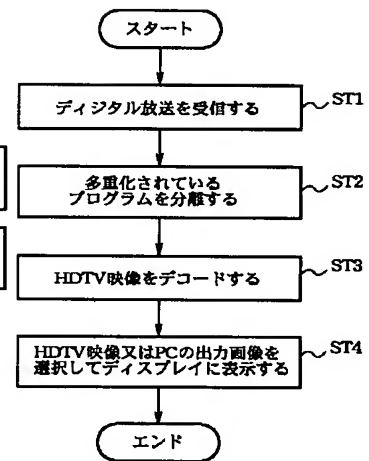 スタート
ディジタル放送を受信する
ST1
多重化されている
プログラムを分離する
ST2
HDTV映像をデコードする
ST3
HDTV映像又はPCの出力画像を
選択してディスプレイに表示する
ST4
エンド